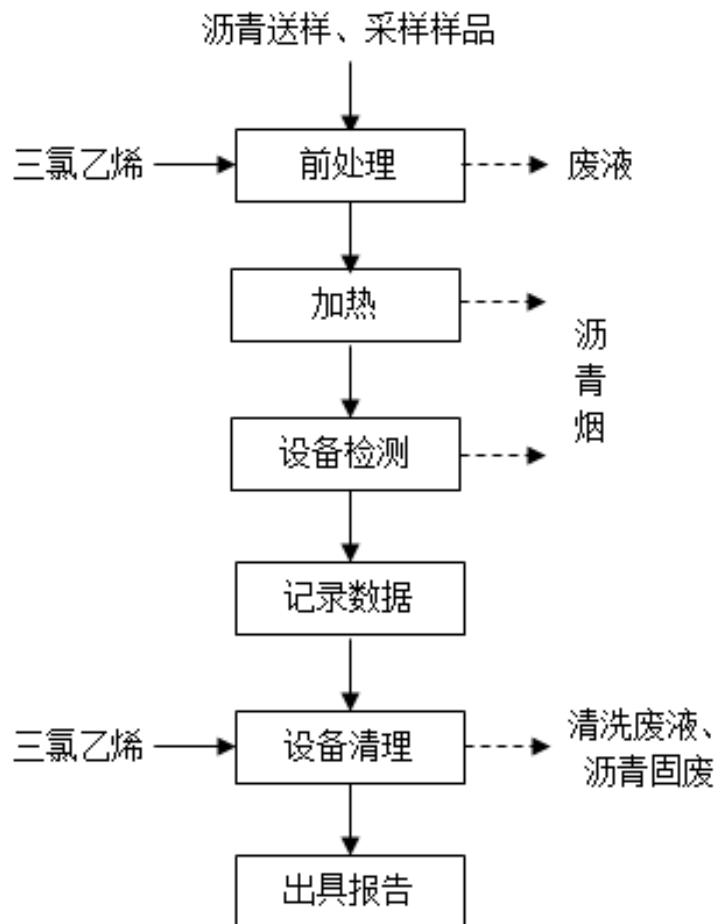 沥青送样、采样样品
三氯乙烯
前处理
废液
加热
沥
青
烟
设备检测
记录数据
三氯乙烯
设备清理
清洗废液、
沥青固废
出具报告